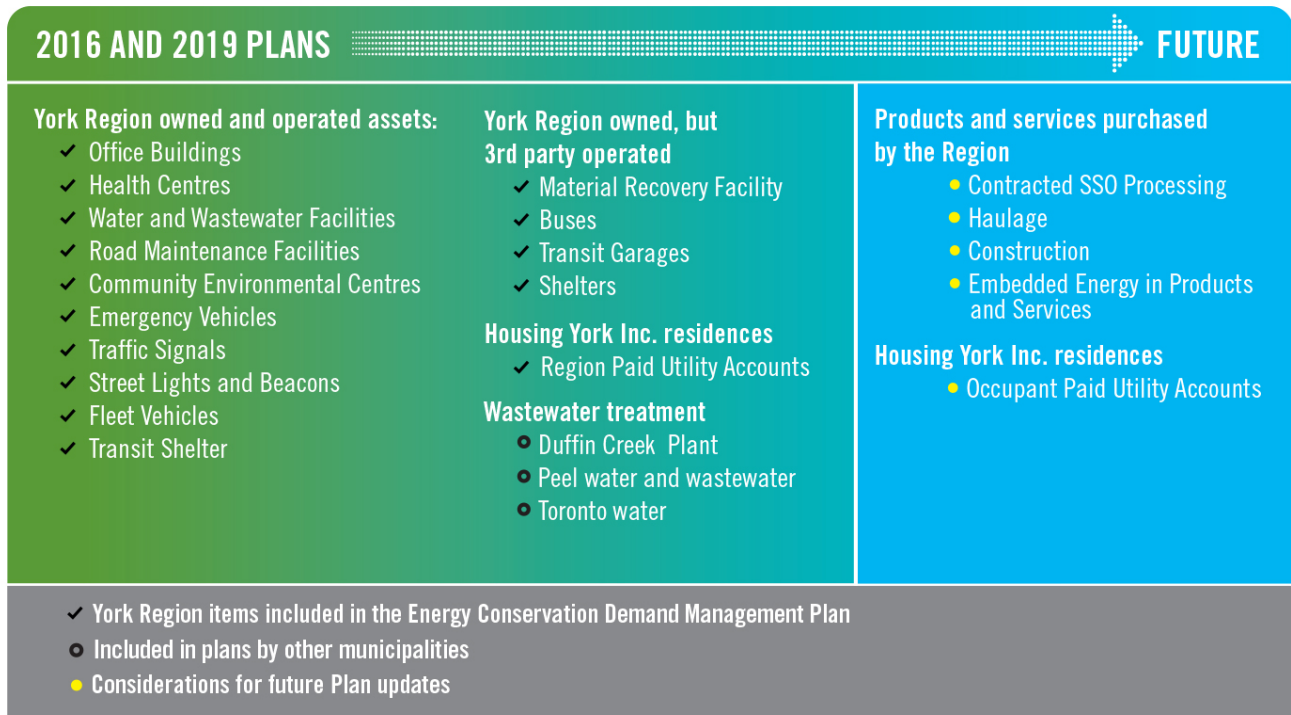 2016 AND 2019 PLANS
FUTURE
York Region owned and operated assets:
Office Buildings
Health Centres
Water and Wastewater Facilities
Road Maintenance Facilities
Community Environmental Centres
Emergency Vehicles
Traffic Signals
Street Lights and Beacons
Fleet Vehicles
Transit Shelter
York Region owned, but
3rd party operated
Material Recovery Facility
Buses
Transit Garages
Shelters
Housing York Inc. residences
Region Paid Utility Accounts
Wastewater treatment
Duffin Creek Plant
Peel water and wastewater
Toronto water
Products and services purchased
by the Region
Contracted SSO Processing
Haulage
Construction
Embedded Energy in Products
and Services
Housing York Inc. residences
Occupant Paid Utility Accounts
York Region items included in the Energy Conservation Demand Management Plan
Included in plans by other municipalities
Considerations for future Plan updates